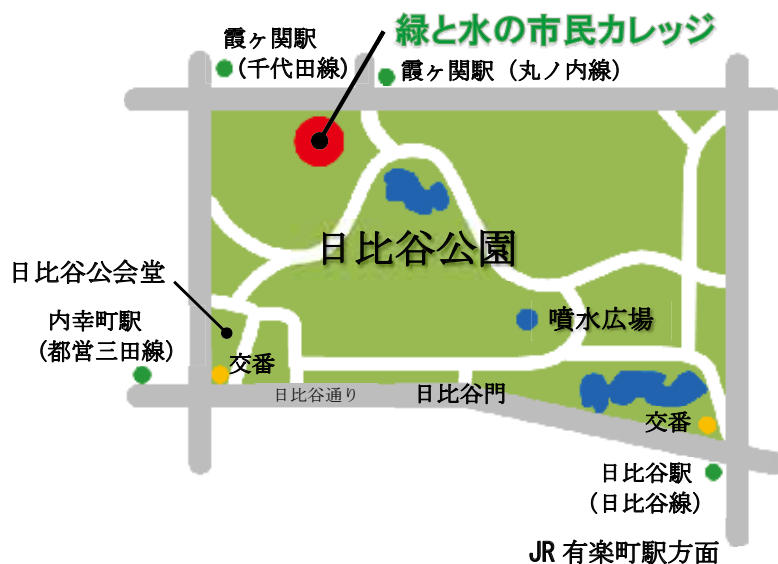 緑と水の市民カレッジ
霞ヶ関駅
(千代田線)
霞ヶ関駅（丸ノ内線）
日比谷公園
日比谷公会堂
内幸町駅
（都営三田線）
噴水広場
交番
日比谷通り
日比谷門
交番
日比谷駅
（日比谷線）
JR 有楽町駅方面